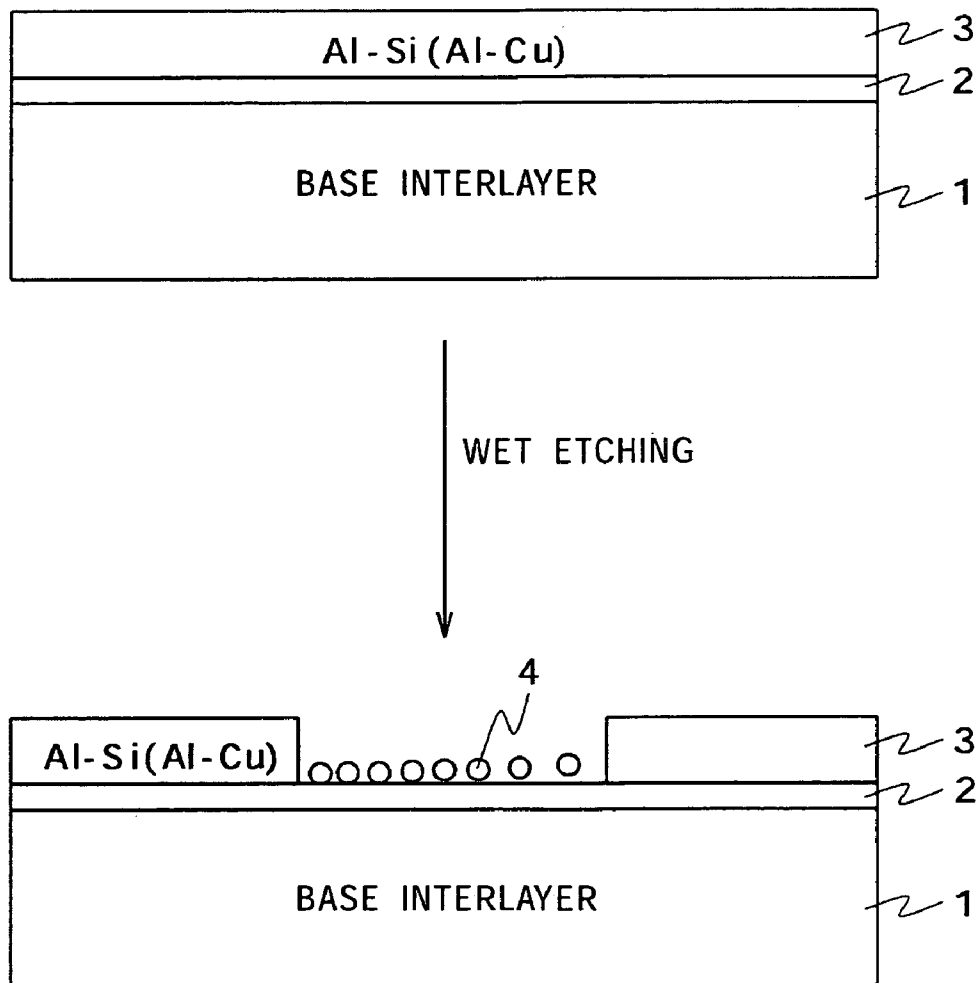 3
Al-Si(Al-Cu)
2
BASE INTERLAYER
1
WET ETCHING
4
Al-Si(Al-Cu)
3
2
BASE INTERLAYER
1